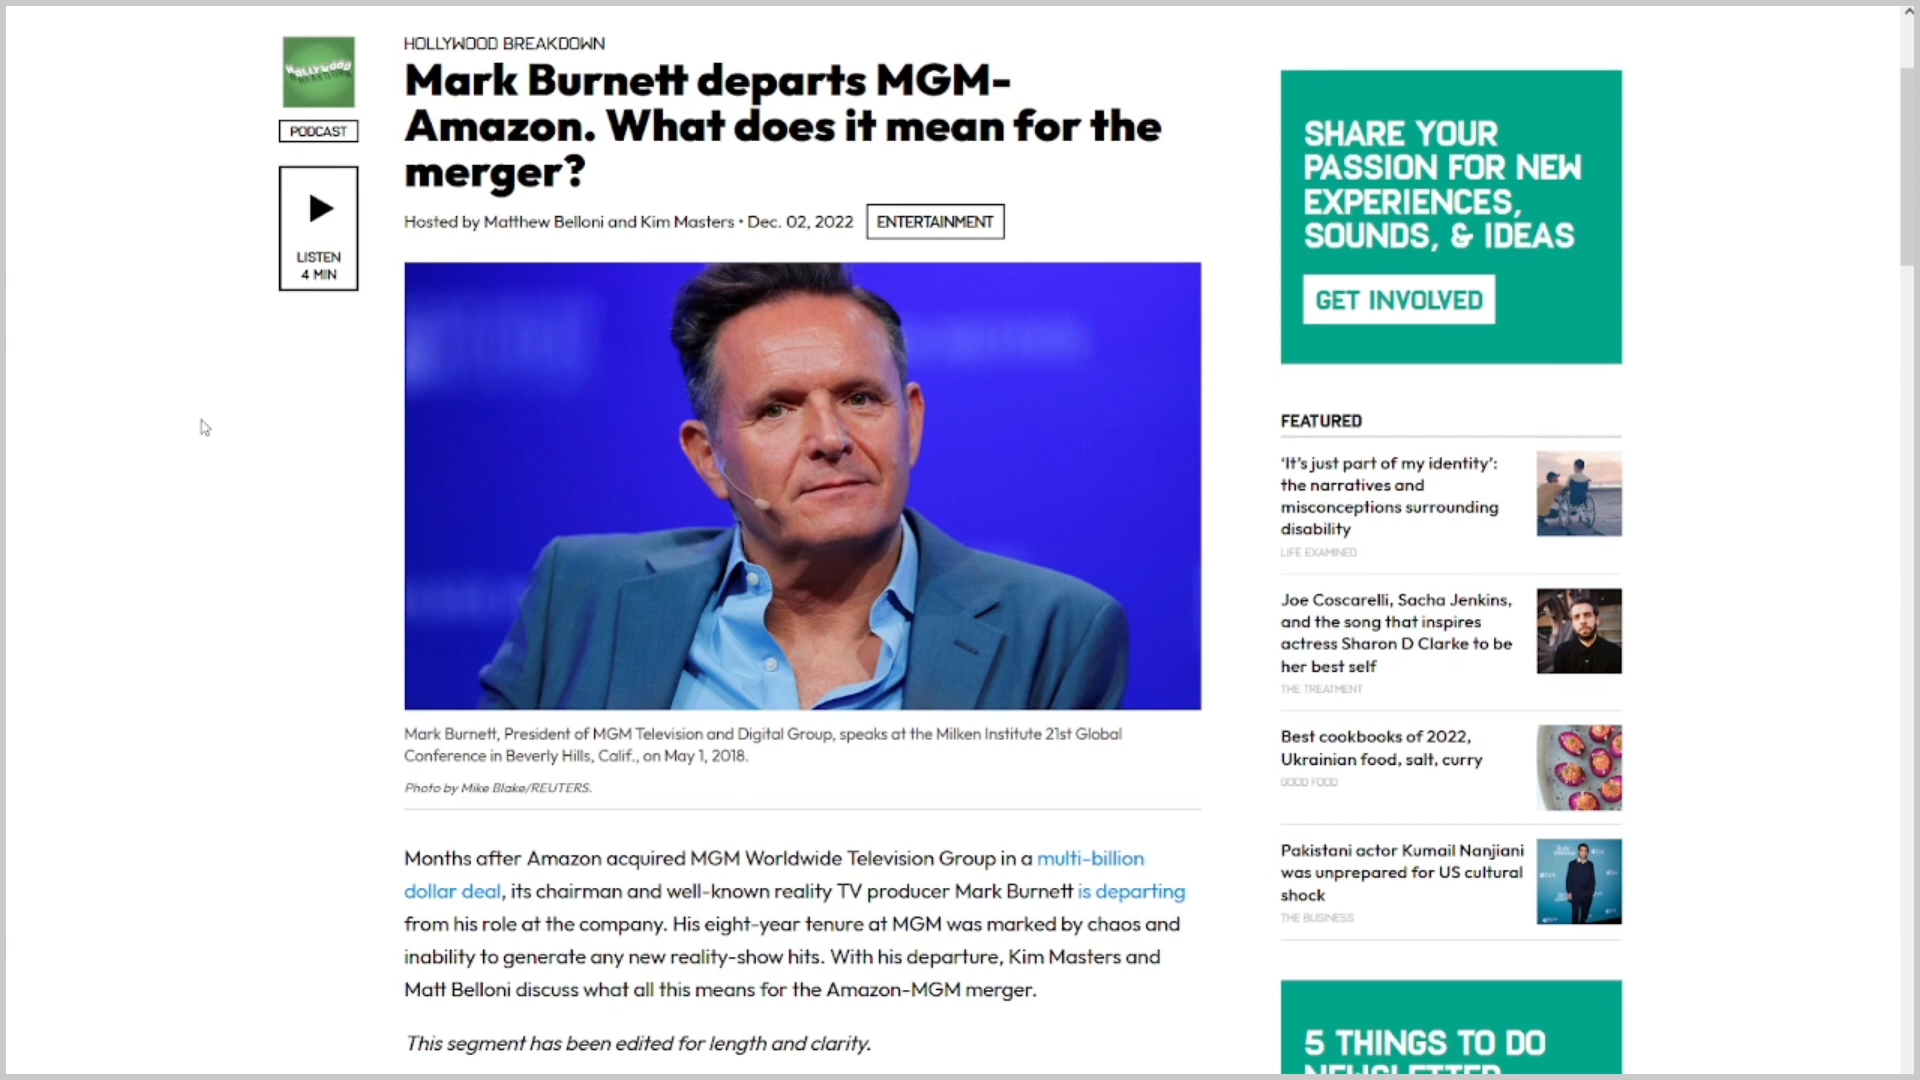 HOLLYWOOD BREAKDOWN
Mark Burnett departs MGM-
Amazon. What does it mean for the
merger?
Hosted by Matthew Belloni and Kim Masters • Dec. 02, 2022
ENTERTAINMENT
HOLLYWOOD
BREAKDOWN
PODCAST
LISTEN
4 MIN
Mark Burnett, President of MGM Television and Digital Group, speaks at the Milken Institute 21st Global
Conference in Beverly Hills, Calif., on May 1, 2018.
Photo by Mike Blake/REUTERS.
Months after Amazon acquired MGM Worldwide Television Group in a multi-billion
dollar deal, its chairman and well-known reality TV producer Mark Burnett is departing
from his role at the company. His eight-year tenure at MGM was marked by chaos and
inability to generate any new reality-show hits. With his departure, Kim Masters and
Matt Belloni discuss what all this means for the Amazon-MGM merger.
This segment has been edited for length and clarity.
SHARE YOUR
PASSION FOR NEW
EXPERIENCES,
SOUNDS, & IDEAS
GET INVOLVED
FEATURED
‘It’s just part of my identity’:
the narratives and
misconceptions surrounding
disability
LIFE EXAMINED
Joe Coscarelli, Sacha Jenkins,
and the song that inspires
actress Sharon D Clarke to be
her best self
THE TREATMENT
Best cookbooks of 2022,
Ukrainian food, salt, curry
GOOD FOOD
Pakistani actor Kumail Nanjiani
was unprepared for US cultural
shock
THE BUSINESS
5 THINGS TO DO
NEWSLETTER